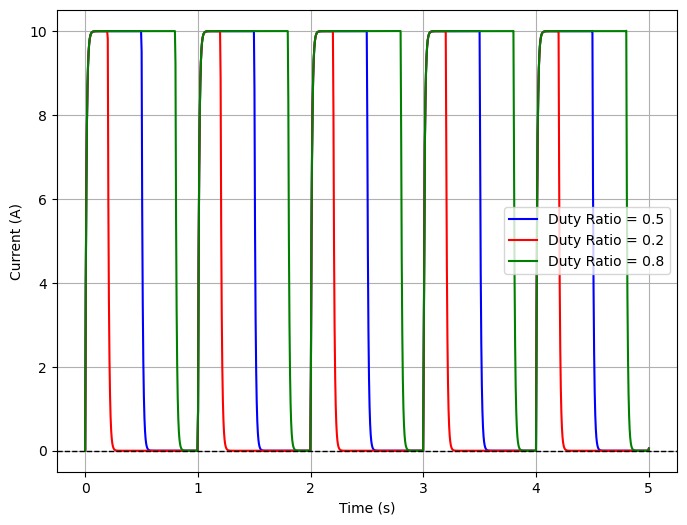 10
8
6
4
2
0
Current (A)
Duty Ratio = 0.5
Duty Ratio = 0.2
Duty Ratio = 0.8
0 1 2 3 4 5
Time (s)